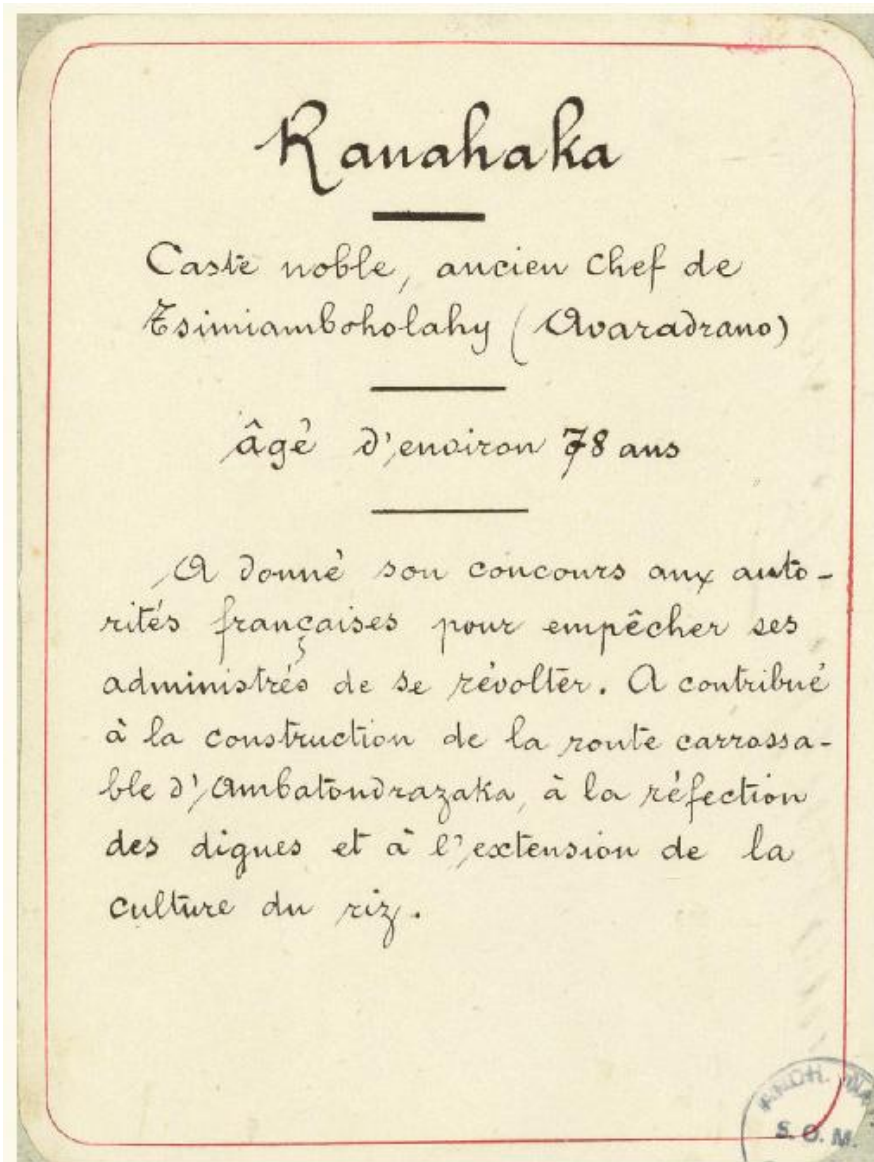 Ranahaka
Caste noble, ancien Chef de
Tsimiamboholahy (Avaradrano)
âgé d'environ 78 ans
A donné son concours aux auto-
rités françaises pour empêcher ses
administrés de se révolter. A contribué
à la construction de la route carrossa-
ble d'Ambatondrazaka, à la réfection
des digues et à l'extension de la
culture du riz.
S. O. M.